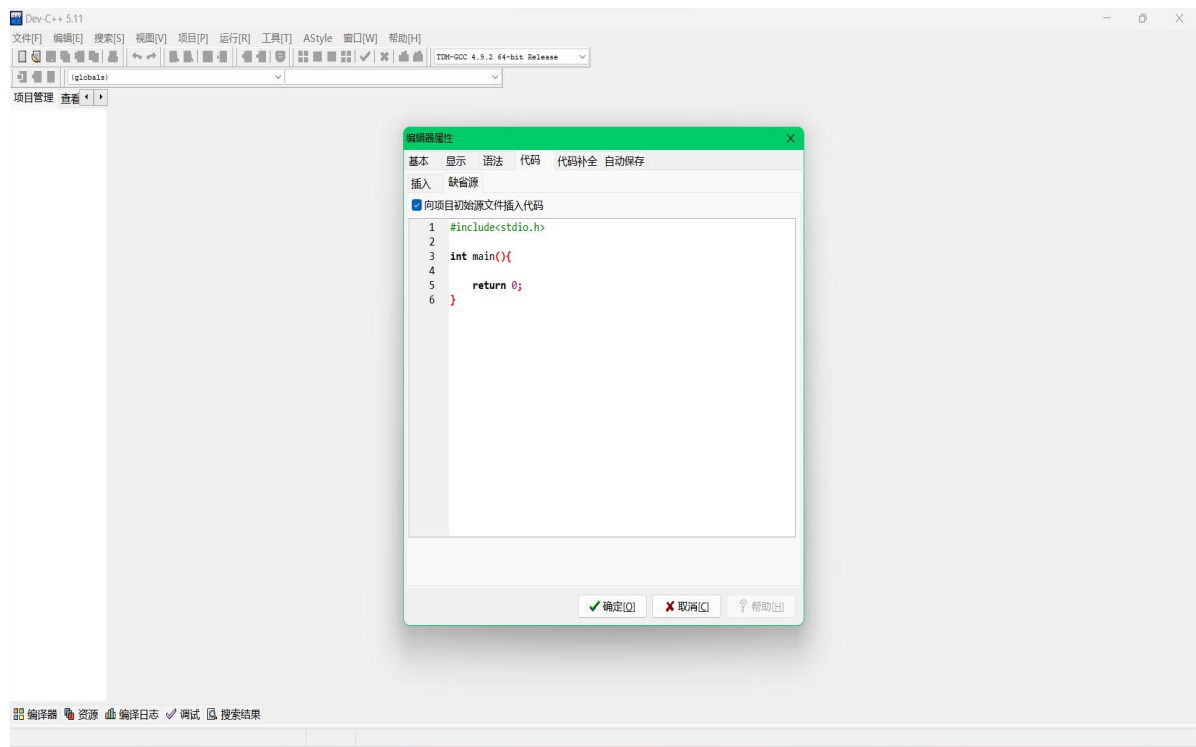 Dev-C++ 5.11
文件[F] 编辑[E] 搜索[S] 视图[V] 项目[P] 运行[R] 工具[T] AStyle 窗口[W] 帮助[H]
TDM-GCC 4.9.2 64-bit Release
(globals)
项目管理 查看
编辑器属性
基本 显示 语法 代码 代码补全 自动保存
插入 缺省源
向项目初始源文件插入代码
1 #include<stdio.h>
2
3 int main(){
4
5 return 0;
6 }
确定[O] 取消[C] 帮助[H]
编译器 资源 编译日志 调试 搜索结果